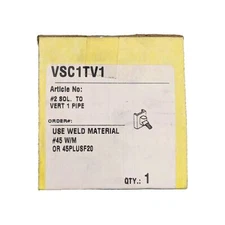 VSC1TV1
Article No:
#2 SOL. TO
VERT 1 PIPE
ORDER#:
USE WELD MATERIAL
#45 W/M
OR 45PLUSF20
QTY.: 1